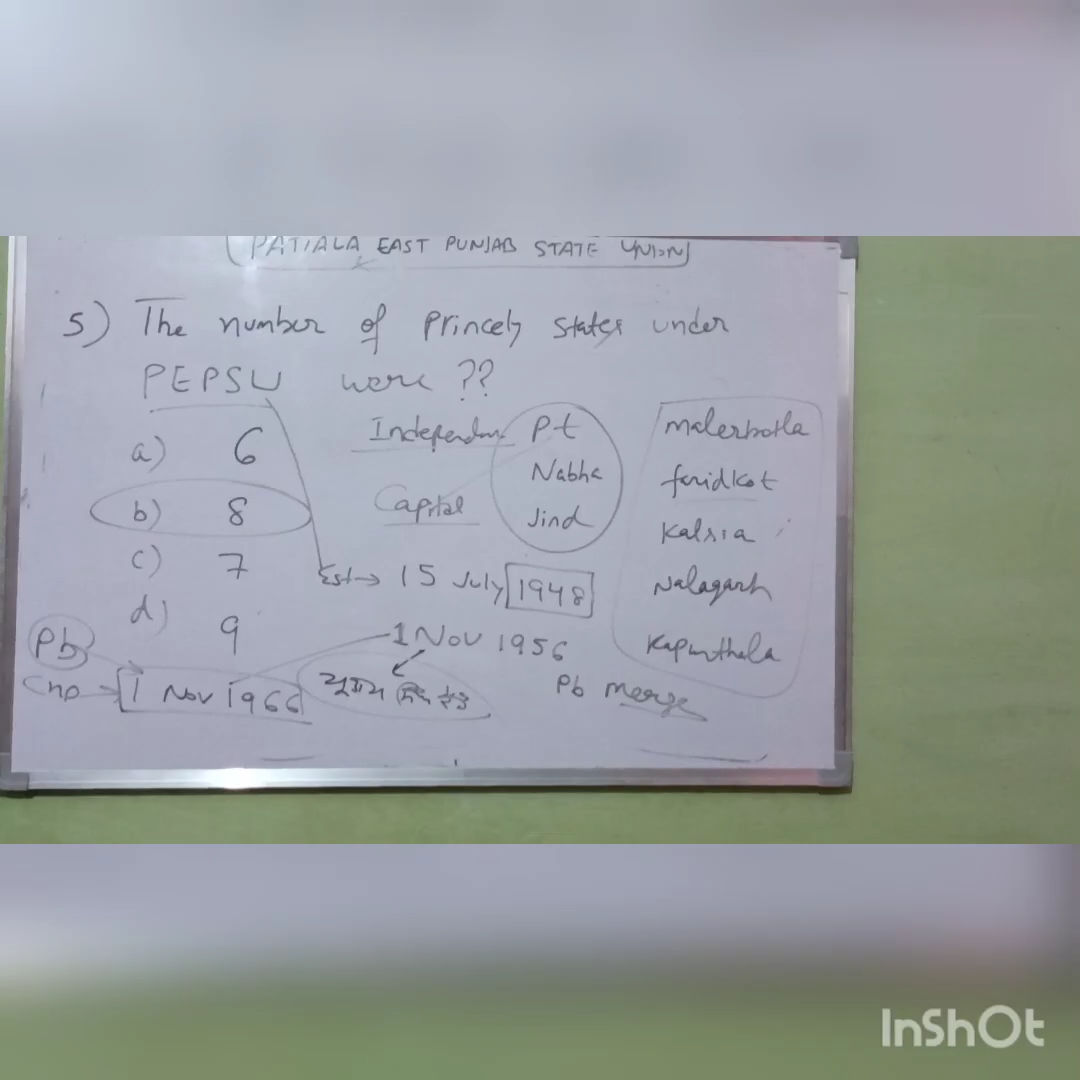 PATIALA EAST PUNJAB STATE UNION
5) The number of Princely states under
PEPSU were ??
a) 6
b) 8
c) 7
d) 9
Independan Pt
Nabha
Capital
Jind
malerkotla
faridkot
Kalsia
Nalagarh
Kapurthala
Est→ 15 July 1948
1 Nov 1956
Pb merge
Pb
1 Nov 1966
InShOt